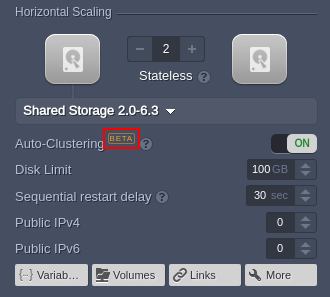 Horizontal Scaling
− 2 +
Stateless ?
Shared Storage 2.0-6.3
Auto-Clustering BETA ? ON
Disk Limit 100 GB
Sequential restart delay ? 30 sec
Public IPv4 0
Public IPv6 0
Variab... Volumes Links More